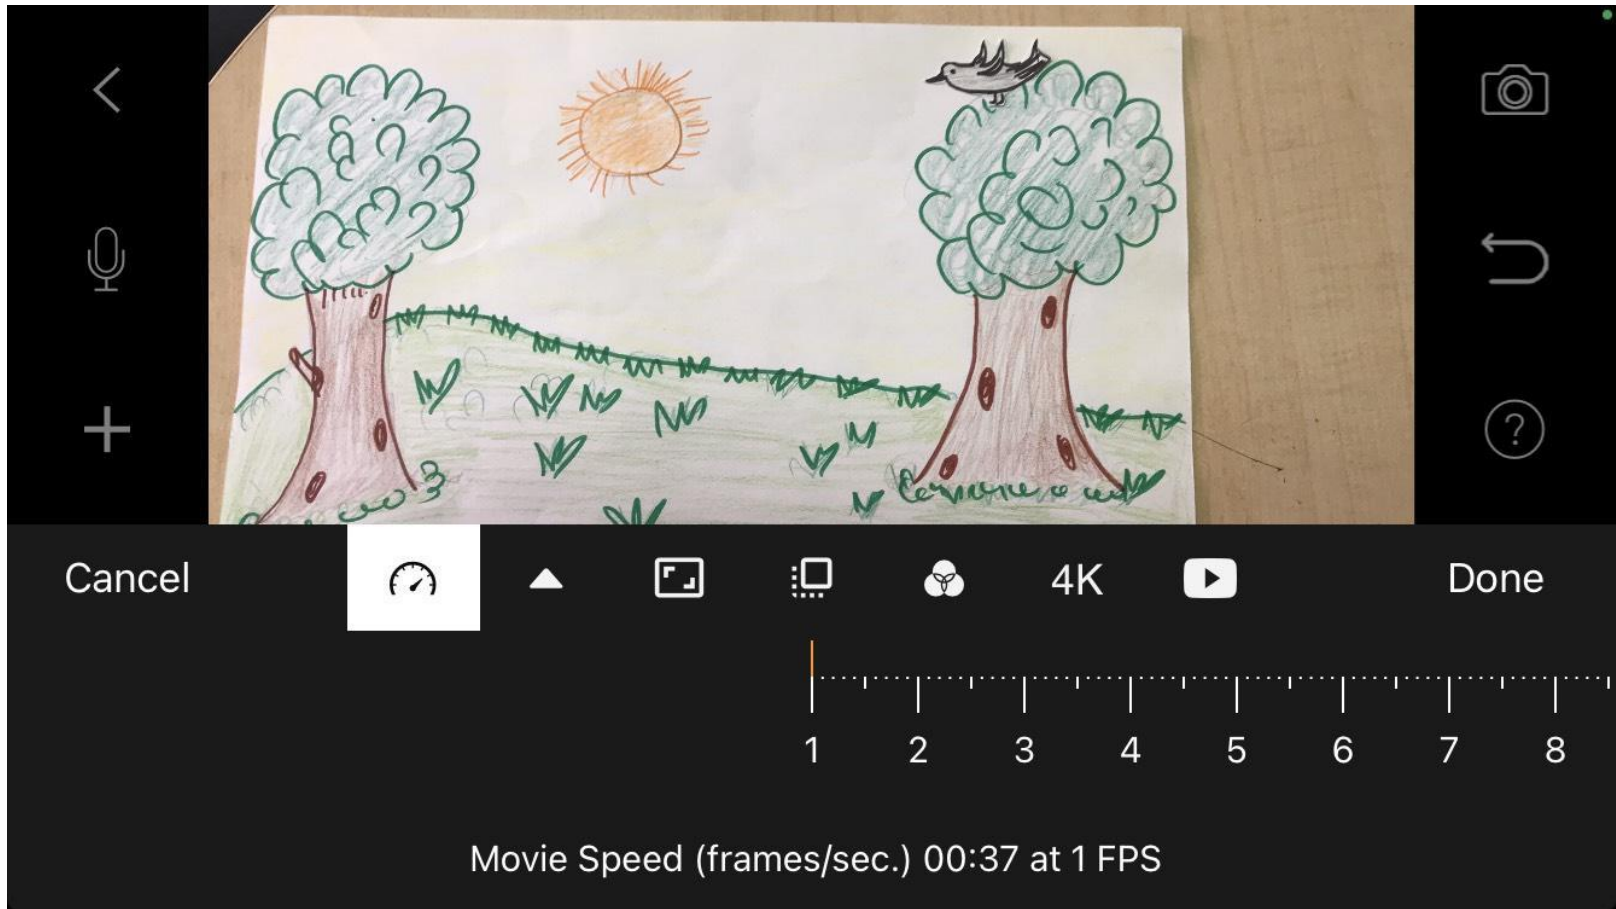 Cancel
4K
Done
1 2 3 4 5 6 7 8
Movie Speed (frames/sec.) 00:37 at 1 FPS